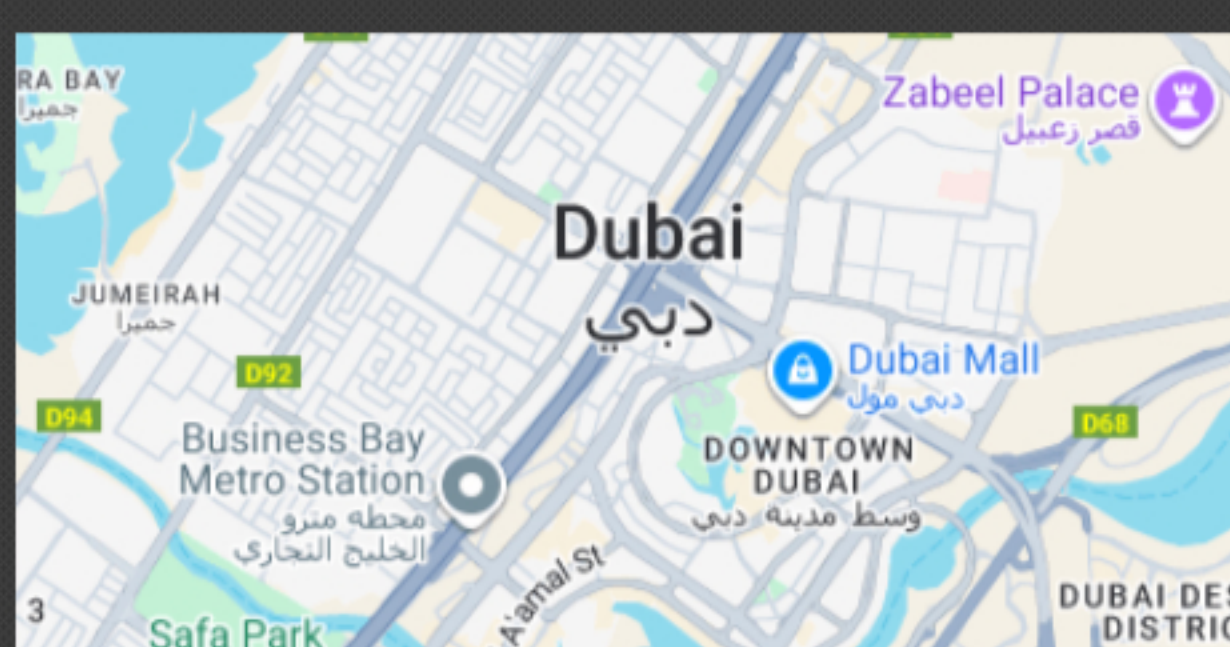 RA BAY
جميرا
Zabeel Palace
قصر زعبيل
Dubai
دبي
JUMEIRAH
جميرا
D92
Dubai Mall
دبي مول
D94
D68
Business Bay
Metro Station
محطه مترو
الخليج التجاري
DOWNTOWN
DUBAI
وسط مدينة دبي
A'amal St
3
DUBAI DES
DISTRIC
Safa Park